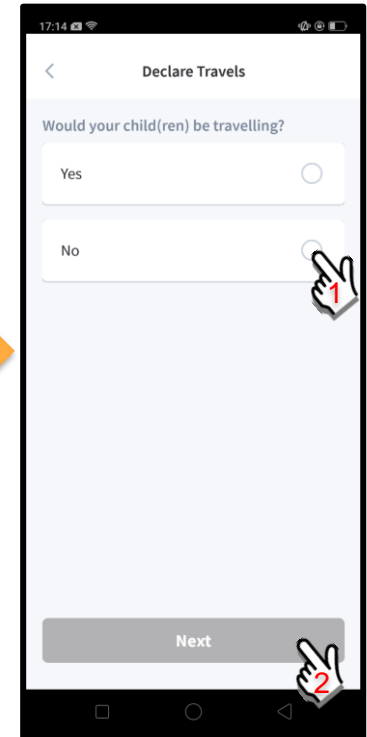 17:14
Declare Travels
Would your child(ren) be travelling?
Yes
No
1
Next
2